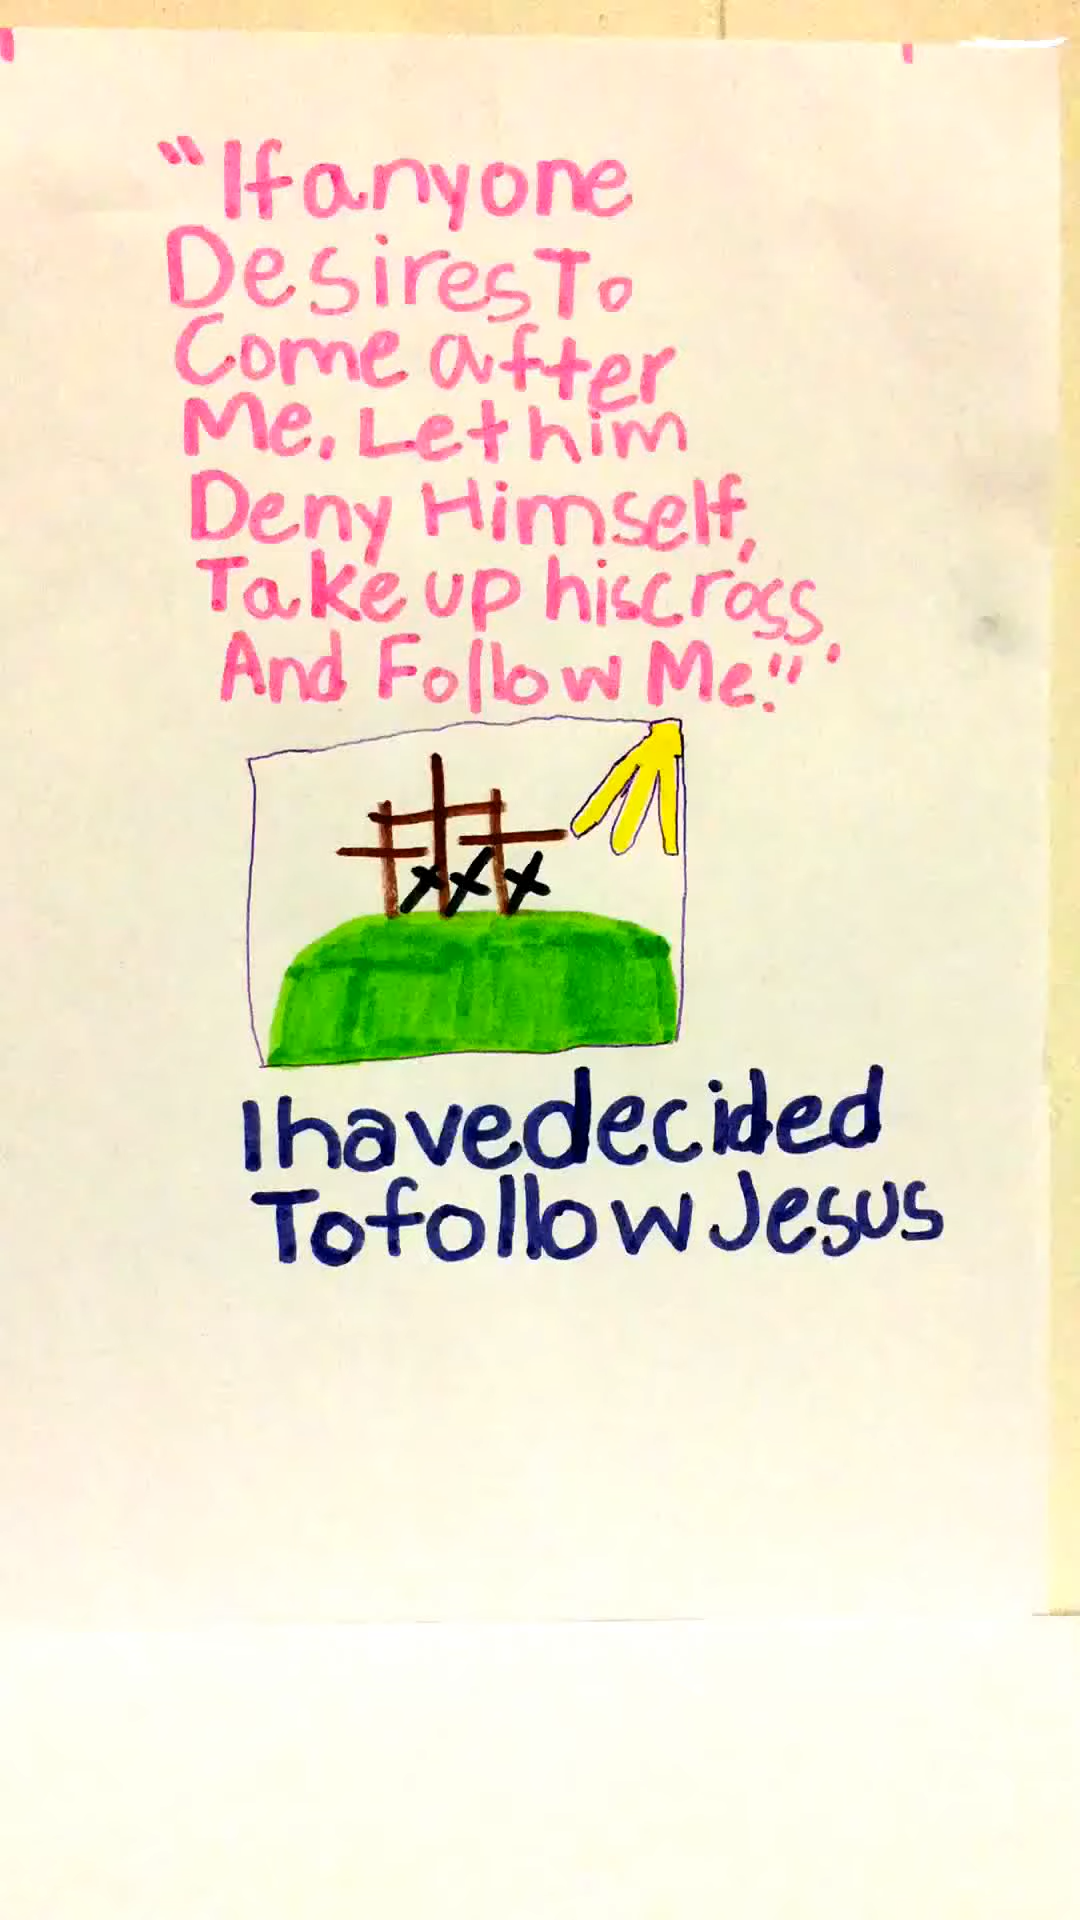 "If anyone
Desires To
Come after
Me, Let him
Deny Himself,
Take up his cross,
And Follow Me."
I have decided
To follow Jesus